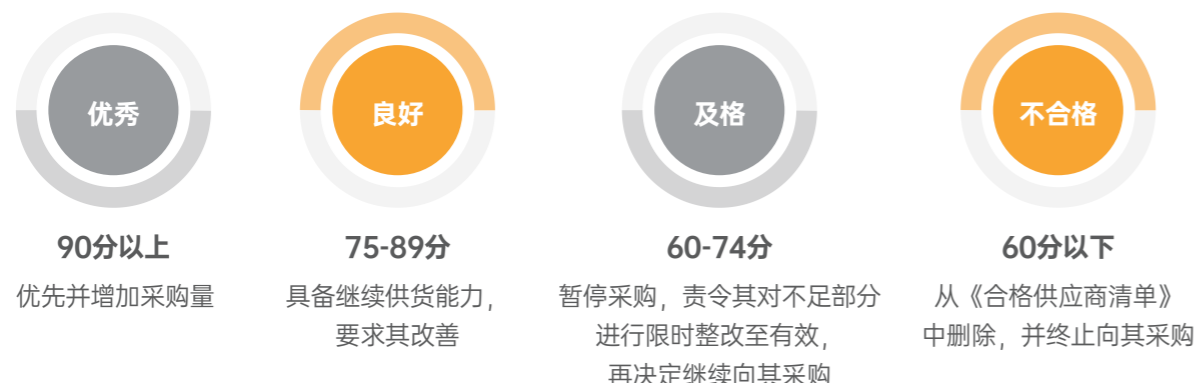 优秀
90分以上
优先并增加采购量
良好
75-89分
具备继续供货能力，
要求其改善
及格
60-74分
暂停采购，责令其对不足部分
进行限时整改至有效，
再决定继续向其采购
不合格
60分以下
从《合格供应商清单》
中删除，并终止向其采购